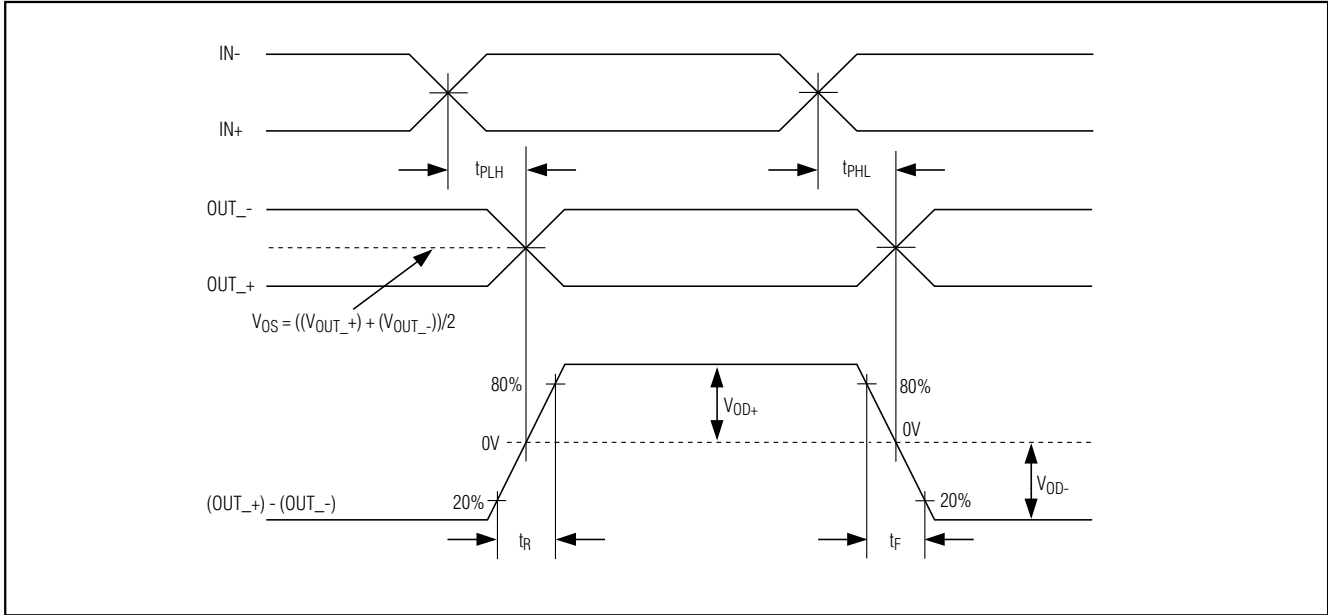 IN-
IN+
tPLH
tPHL
OUT_-
OUT_+
VOS = ((VOUT_+) + (VOUT_-))/2
80%
80%
VOD+
0V
0V
VOD-
20%
20%
(OUT_+) - (OUT_-)
tR
tF